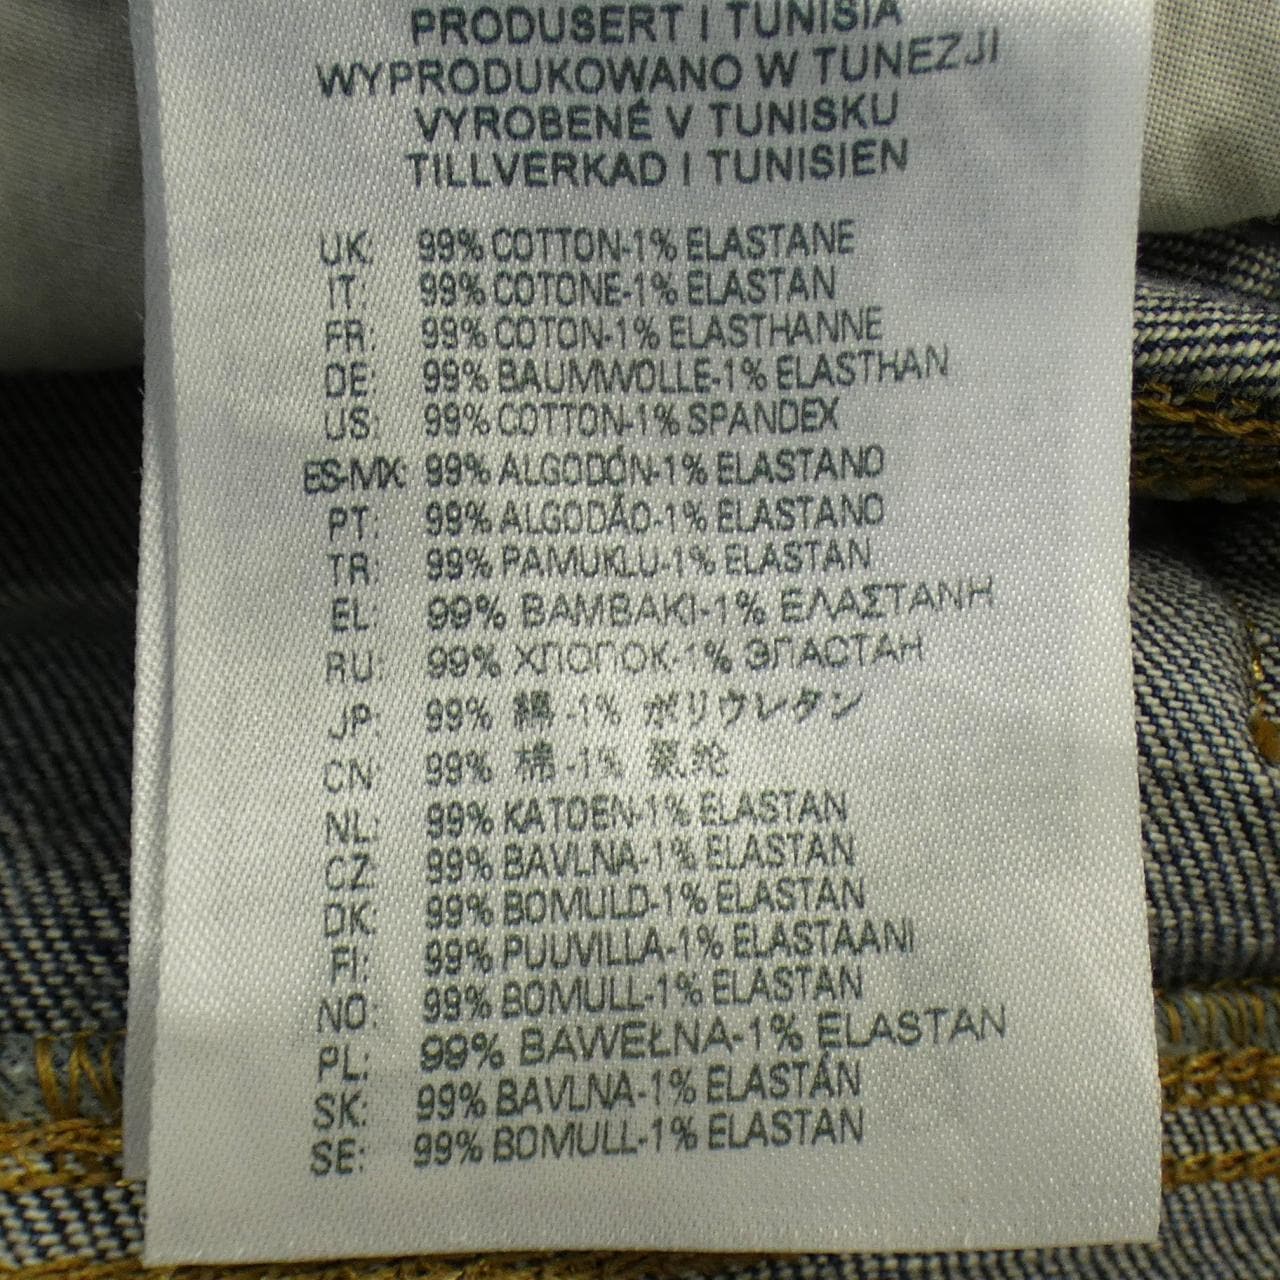 PRODUSERT I TUNISIA
WYPRODUKOWANO W TUNEZJI
VYROBENÉ V TUNISKU
TILLVERKAD I TUNISIEN
UK: 99% COTTON-1% ELASTANE
IT: 99% COTONE-1% ELASTAN
FR: 99% COTON-1% ELASTHANNE
DE: 99% BAUMWOLLE-1% ELASTHAN
US: 99% COTTON-1% SPANDEX
ES-MX: 99% ALGODÓN-1% ELASTANO
PT: 99% ALGODÃO-1% ELASTANO
TR: 99% PAMUKLU-1% ELASTAN
EL: 99% BAMBAKI-1% ΕΛΑΣΤΑΝΗ
RU: 99% ХЛОПОК-1% ЭЛАСТАН
JP: 99% 綿 -1% ポリウレタン
CN: 99% 棉 -1% 氨纶
NL: 99% KATOEN-1% ELASTAN
CZ 99% BAVLNA-1% ELASTAN
DK: 99% BOMULD-1% ELASTAN
FI: 99% PUUVILLA-1% ELASTAANI
NO: 99% BOMULL-1% ELASTAN
PL: 99% BAWEŁNA-1% ELASTAN
SK: 99% BAVLNA-1% ELASTÁN
SE: 99% BOMULL-1% ELASTAN